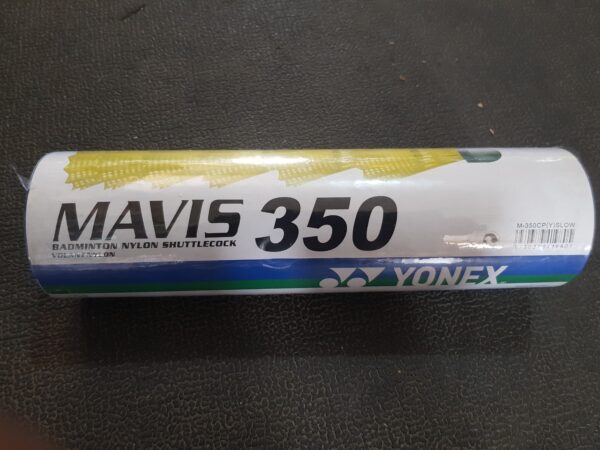 MAVIS 350
BADMINTON NYLON SHUTTLECOCK
VOLANT NYLON
M-350CP(Y)SLOW
YONEX